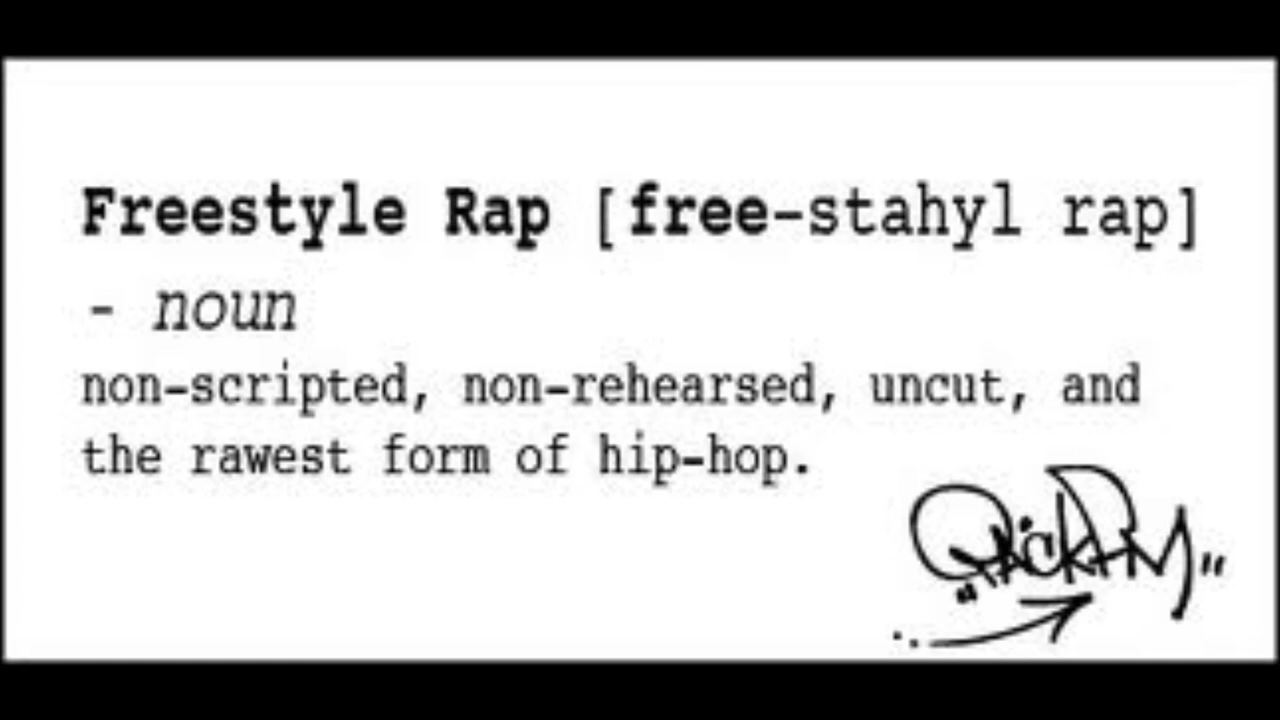 Freestyle Rap [free-stahyl rap]
- noun
non-scripted, non-rehearsed, uncut, and
the rawest form of hip-hop.